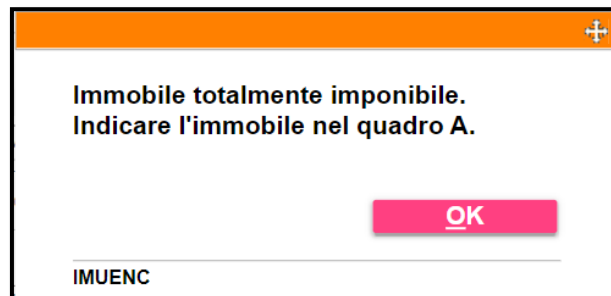 Immobile totalmente imponibile.
Indicare l'immobile nel quadro A.
OK
IMUENC